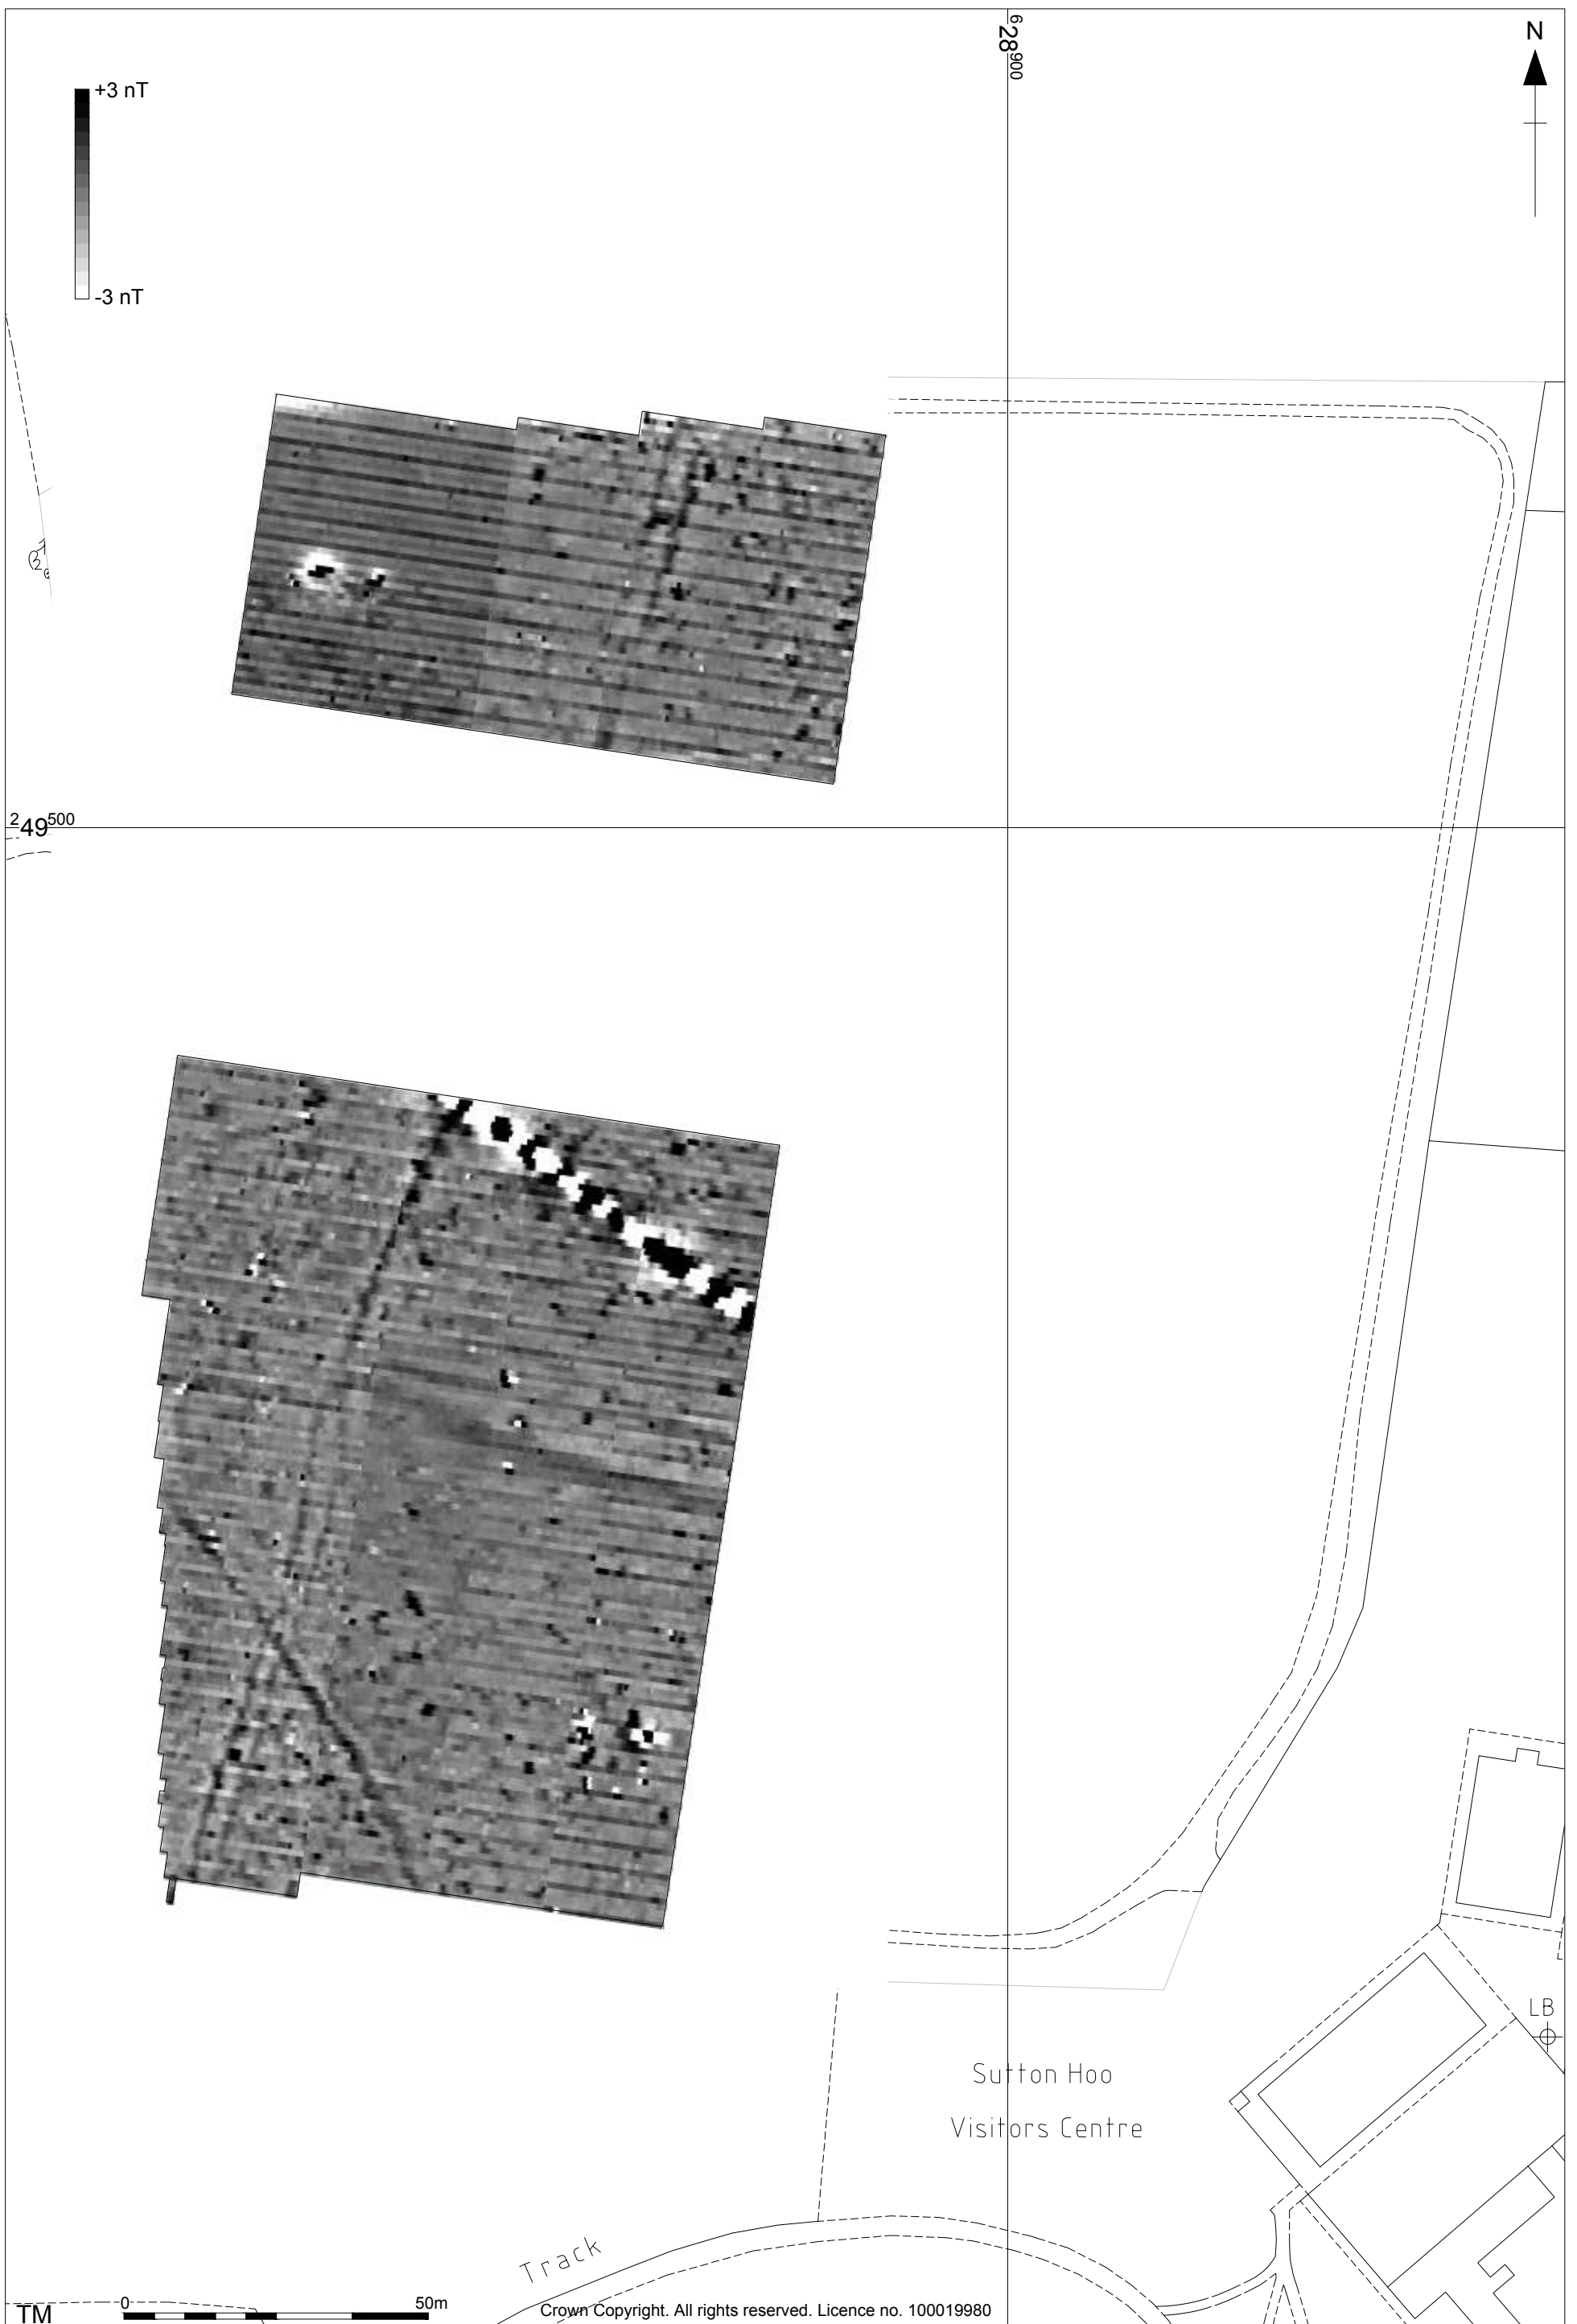 628900
N
+3 nT
-3 nT
249500
LB
Sutton Hoo
Visitors Centre
Track
TM
0 50m
Crown Copyright. All rights reserved. Licence no. 100019980